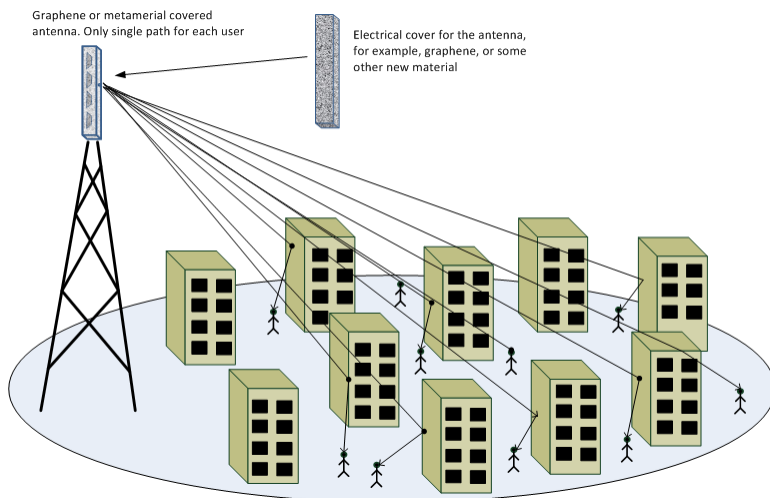 Graphene or metamerial covered
antenna. Only single path for each user
Electrical cover for the antenna,
for example, graphene, or some
other new material